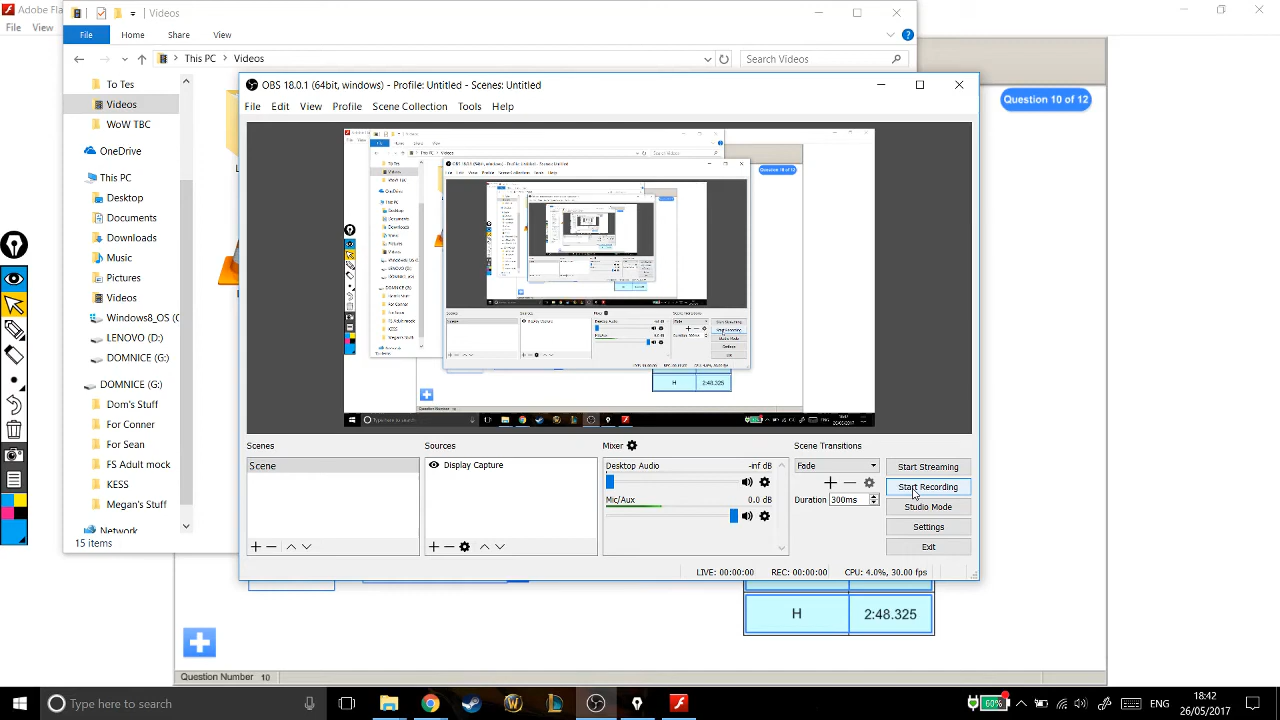 Adobe Fla
File View
Videos
File Home Share View
This PC Videos
Search Videos
To Tes
Videos
WoW TBC
OneDrive
This PC
Desktop
Documents
Downloads
Music
Pictures
Videos
Windows8_OS (C
LENOVO (D:)
DOMNICE (G:)
DOMNICE (G:)
Dom's Stuff
For Conner
For Sean
FS Adult mock
KESS
Megan's Stuff
Network
15 items
OBS 18.0.1 (64bit, windows) - Profile: Untitled - Scenes: Untitled
File Edit View Profile Scene Collection Tools Help
H 2:48.325
Scenes
Scene
Sources
Display Capture
Mixer
Desktop Audio -inf dB
Mic/Aux 0.0 dB
Scene Transitions
Fade
Duration 300ms
Start Streaming
Start Recording
Studio Mode
Settings
Exit
LIVE: 00:00:00 REC: 00:00:00 CPU: 4.0%, 30.00 fps
Question 10 of 12
H 2:48.325
Question Number 10
Type here to search
60%
ENG
18:42
26/05/2017